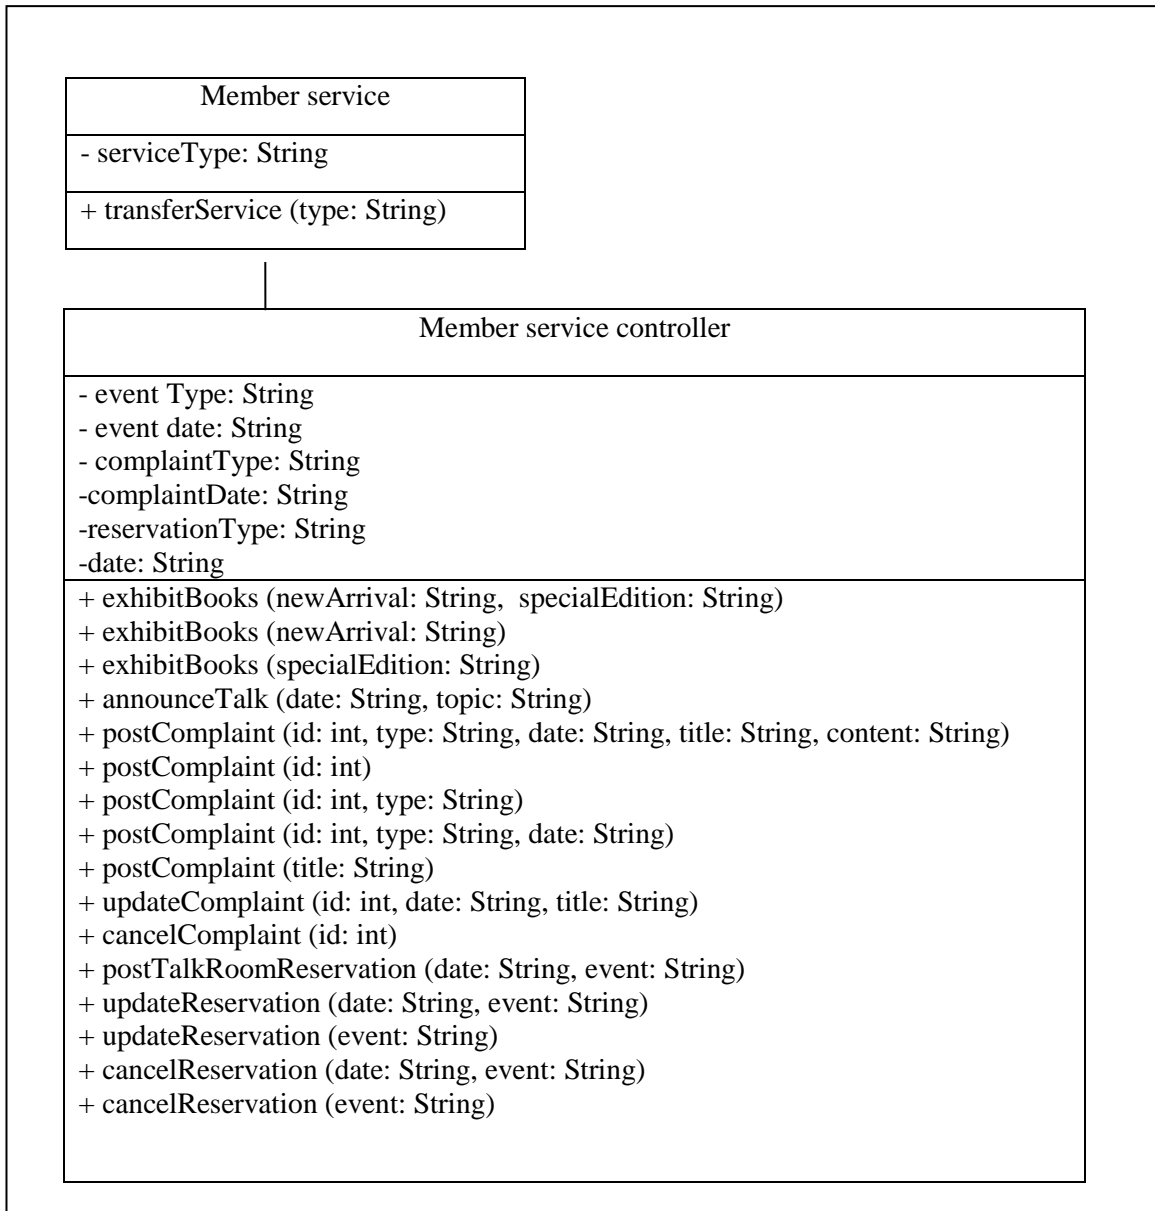 Member service
- serviceType: String
+ transferService (type: String)
Member service controller
- event Type: String
- event date: String
- complaintType: String
-complaintDate: String
-reservationType: String
-date: String
+ exhibitBooks (newArrival: String,  specialEdition: String)
+ exhibitBooks (newArrival: String)
+ exhibitBooks (specialEdition: String)
+ announceTalk (date: String, topic: String)
+ postComplaint (id: int, type: String, date: String, title: String, content: String)
+ postComplaint (id: int)
+ postComplaint (id: int, type: String)
+ postComplaint (id: int, type: String, date: String)
+ postComplaint (title: String)
+ updateComplaint (id: int, date: String, title: String)
+ cancelComplaint (id: int)
+ postTalkRoomReservation (date: String, event: String)
+ updateReservation (date: String, event: String)
+ updateReservation (event: String)
+ cancelReservation (date: String, event: String)
+ cancelReservation (event: String)